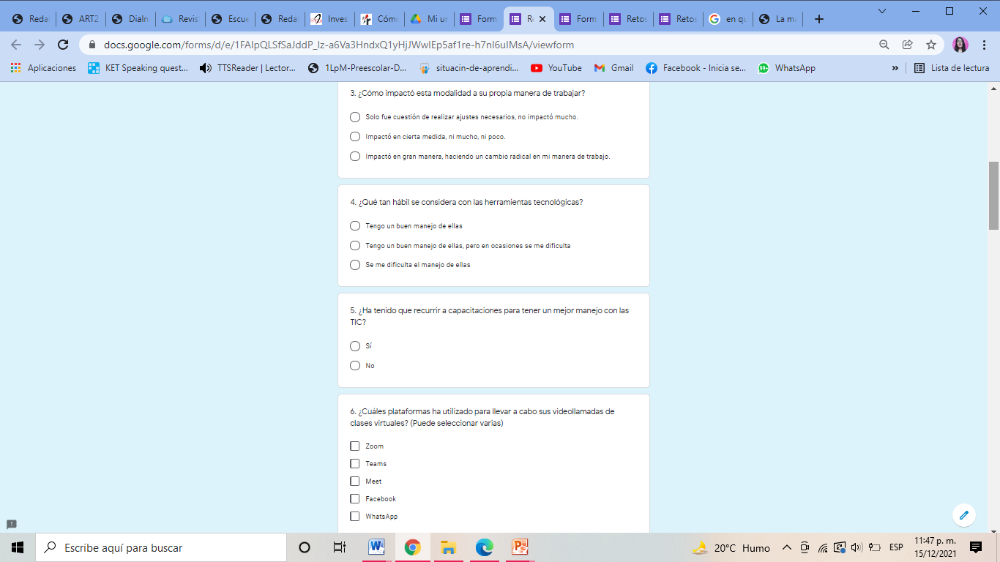 Reda
ART2
Dialn
Revis
Escue
Reda
Inves
Cómo
Mi un
Form
Re
Form
Retos
Retos
en qu
La ma
docs.google.com/forms/d/e/1FAIpQLSfSaJddP_lz-a6Va3HndxQ1yHjJWwIEp5af1re-h7nI6uIMsA/viewform
Aplicaciones
KET Speaking quest...
TTSReader | Lector...
1LpM-Preescolar-D...
situacin-de-aprendi...
YouTube
Gmail
Facebook - Inicia se...
99+
WhatsApp
»
Lista de lectura
3. ¿Cómo impactó esta modalidad a su propia manera de trabajar?
Solo fue cuestión de realizar ajustes necesarios, no impactó mucho.
Impactó en cierta medida, ni mucho, ni poco.
Impactó en gran manera, haciendo un cambio radical en mi manera de trabajo.
4. ¿Qué tan hábil se considera con las herramientas tecnológicas?
Tengo un buen manejo de ellas
Tengo un buen manejo de ellas, pero en ocasiones se me dificulta
Se me dificulta el manejo de ellas
5. ¿Ha tenido que recurrir a capacitaciones para tener un mejor manejo con las
TIC?
Sí
No
6. ¿Cuáles plataformas ha utilizado para llevar a cabo sus videollamadas de
clases virtuales? (Puede seleccionar varias)
Zoom
Teams
Meet
Facebook
WhatsApp
Escribe aquí para buscar
20°C Humo
ESP
11:47 p. m.
15/12/2021